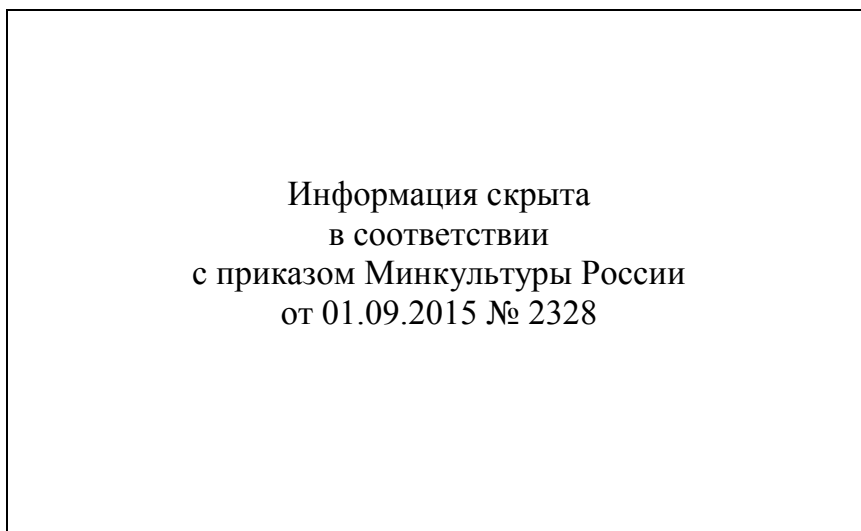 Информация скрыта
в соответствии
с приказом Минкультуры России
от 01.09.2015 № 2328